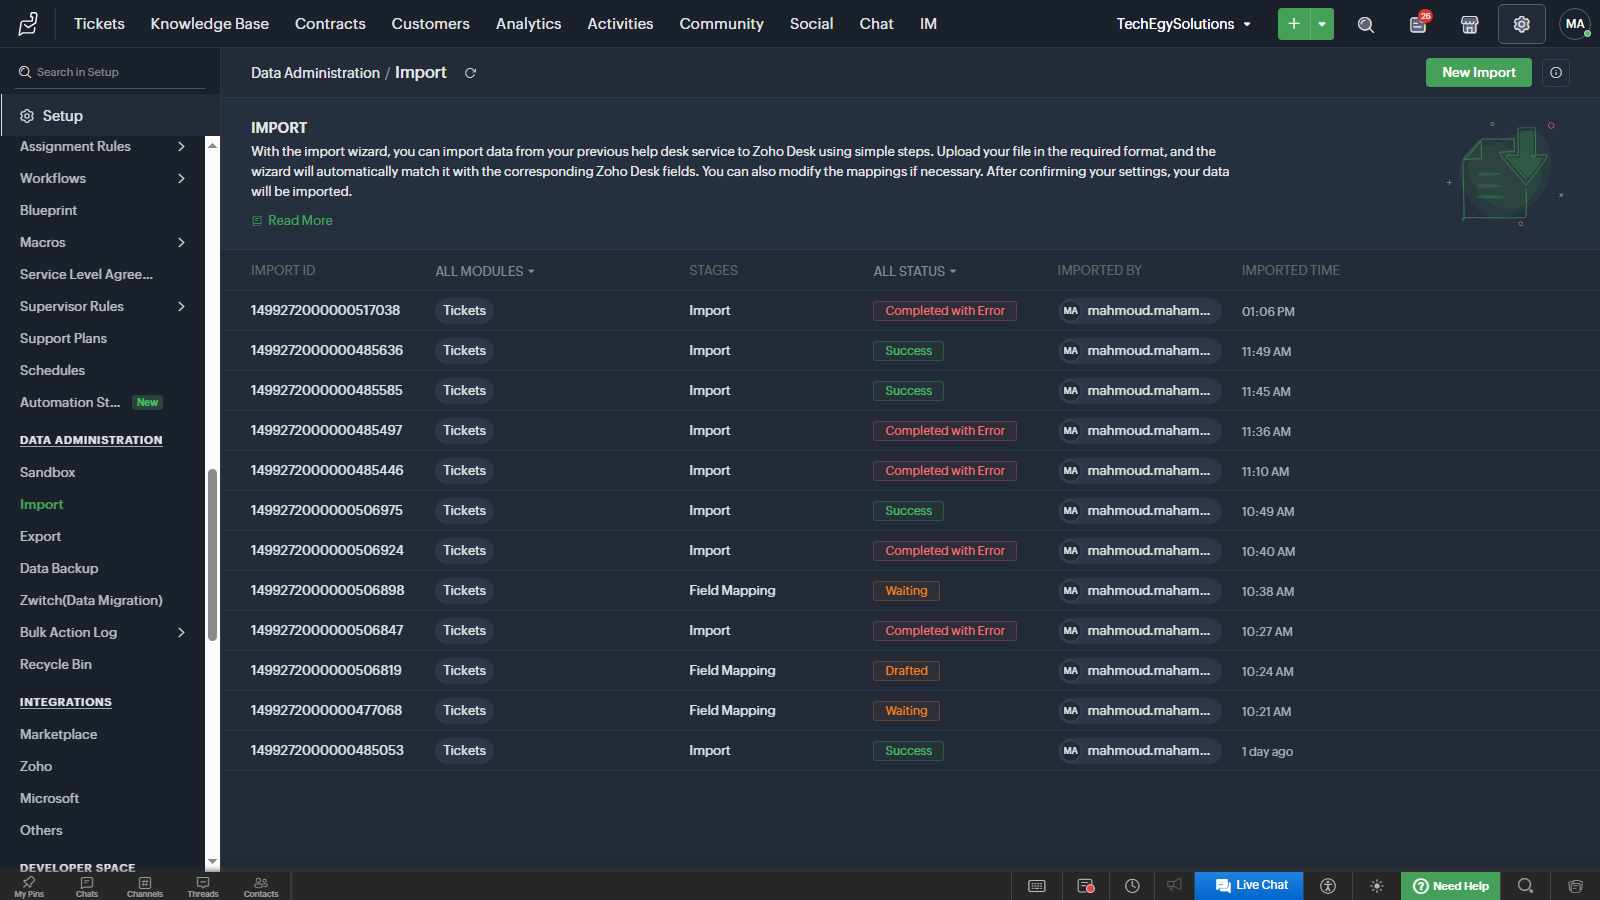 Tickets Knowledge Base Contracts Customers Analytics Activities Community Social Chat IM TechEgySolutions 26 MA
Search in Setup
Setup
Assignment Rules
Workflows
Blueprint
Macros
Service Level Agree...
Supervisor Rules
Support Plans
Schedules
Automation St... New
DATA ADMINISTRATION
Sandbox
Import
Export
Data Backup
Zwitch(Data Migration)
Bulk Action Log
Recycle Bin
INTEGRATIONS
Marketplace
Zoho
Microsoft
Others
DEVELOPER SPACE
Data Administration / Import New Import
IMPORT
With the import wizard, you can import data from your previous help desk service to Zoho Desk using simple steps. Upload your file in the required format, and the
wizard will automatically match it with the corresponding Zoho Desk fields. You can also modify the mappings if necessary. After confirming your settings, your data
will be imported.
Read More
IMPORT ID ALL MODULES STAGES ALL STATUS IMPORTED BY IMPORTED TIME
1499272000000517038 Tickets Import Completed with Error MA mahmoud.maham... 01:06 PM
1499272000000485636 Tickets Import Success MA mahmoud.maham... 11:49 AM
1499272000000485585 Tickets Import Success MA mahmoud.maham... 11:45 AM
1499272000000485497 Tickets Import Completed with Error MA mahmoud.maham... 11:36 AM
1499272000000485446 Tickets Import Completed with Error MA mahmoud.maham... 11:10 AM
1499272000000506975 Tickets Import Success MA mahmoud.maham... 10:49 AM
1499272000000506924 Tickets Import Completed with Error MA mahmoud.maham... 10:40 AM
1499272000000506898 Tickets Field Mapping Waiting MA mahmoud.maham... 10:38 AM
1499272000000506847 Tickets Import Completed with Error MA mahmoud.maham... 10:27 AM
1499272000000506819 Tickets Field Mapping Drafted MA mahmoud.maham... 10:24 AM
1499272000000477068 Tickets Field Mapping Waiting MA mahmoud.maham... 10:21 AM
1499272000000485053 Tickets Import Success MA mahmoud.maham... 1 day ago
My Pins Chats Channels Threads Contacts Live Chat Need Help